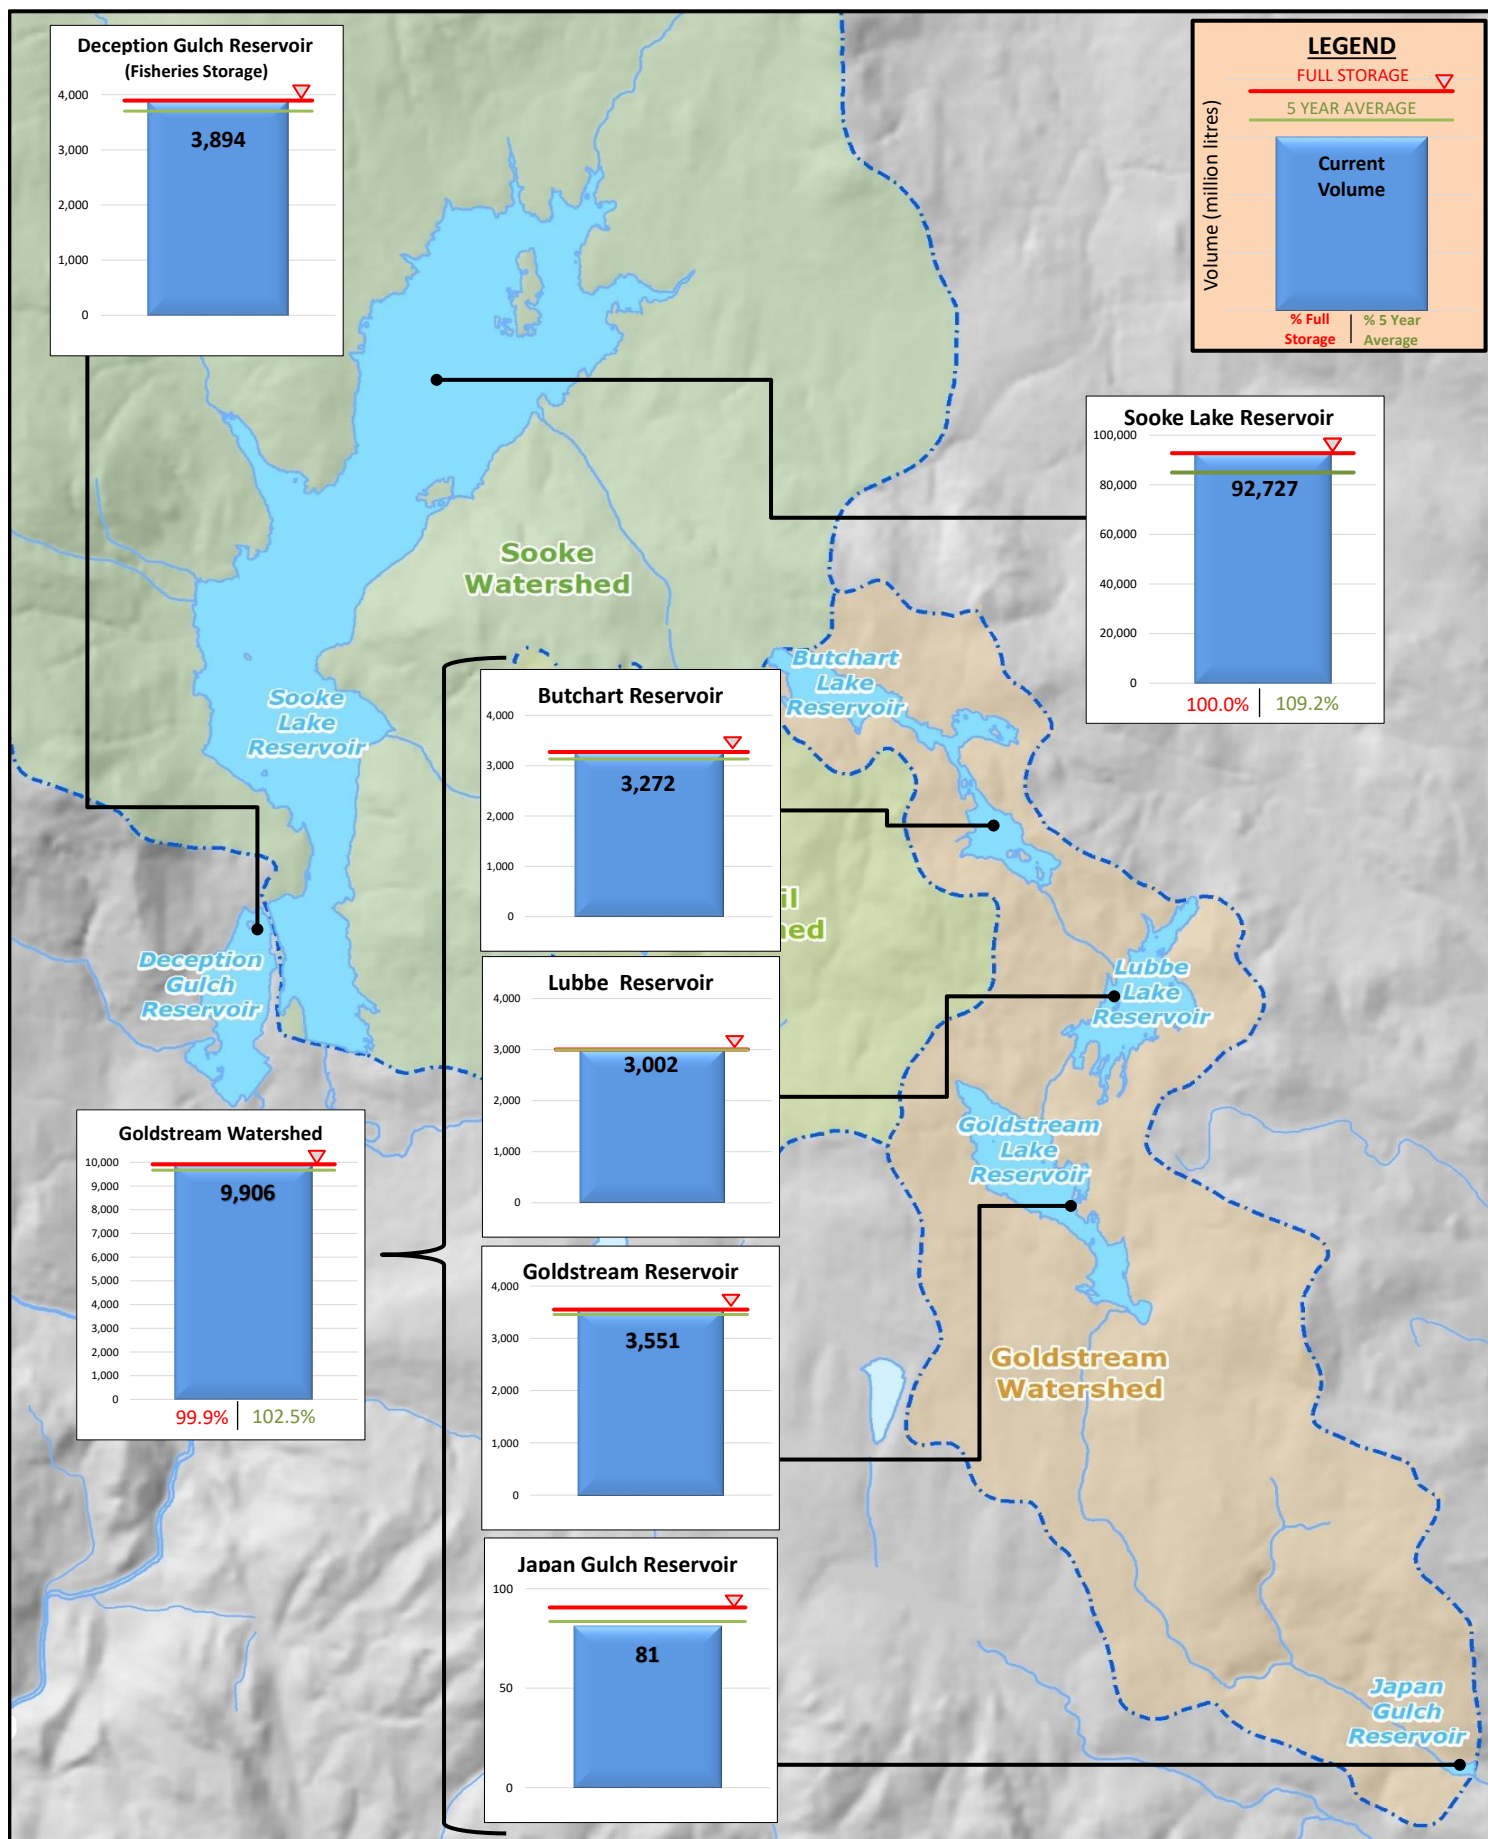 Deception Gulch Reservoir
(Fisheries Storage)
4,000
3,000
2,000
1,000
0
3,894
LEGEND
FULL STORAGE
5 YEAR AVERAGE
Volume (million litres)
Current
Volume
% Full
Storage
% 5 Year
Average
Sooke Lake Reservoir
100,000
80,000
60,000
40,000
20,000
0
92,727
100.0%
109.2%
Sooke
Watershed
Sooke
Lake
Reservoir
Butchart
Lake
Reservoir
Butchart Reservoir
4,000
3,000
2,000
1,000
0
3,272
il
ed
Deception
Gulch
Reservoir
Lubbe
Lake
Reservoir
Lubbe Reservoir
4,000
3,000
2,000
1,000
0
3,002
Goldstream Watershed
10,000
9,000
8,000
7,000
6,000
5,000
4,000
3,000
2,000
1,000
0
9,906
99.9%
102.5%
Goldstream
Lake
Reservoir
Goldstream Reservoir
4,000
3,000
2,000
1,000
0
3,551
Goldstream
Watershed
Japan Gulch Reservoir
100
50
0
81
Japan
Gulch
Reservoir